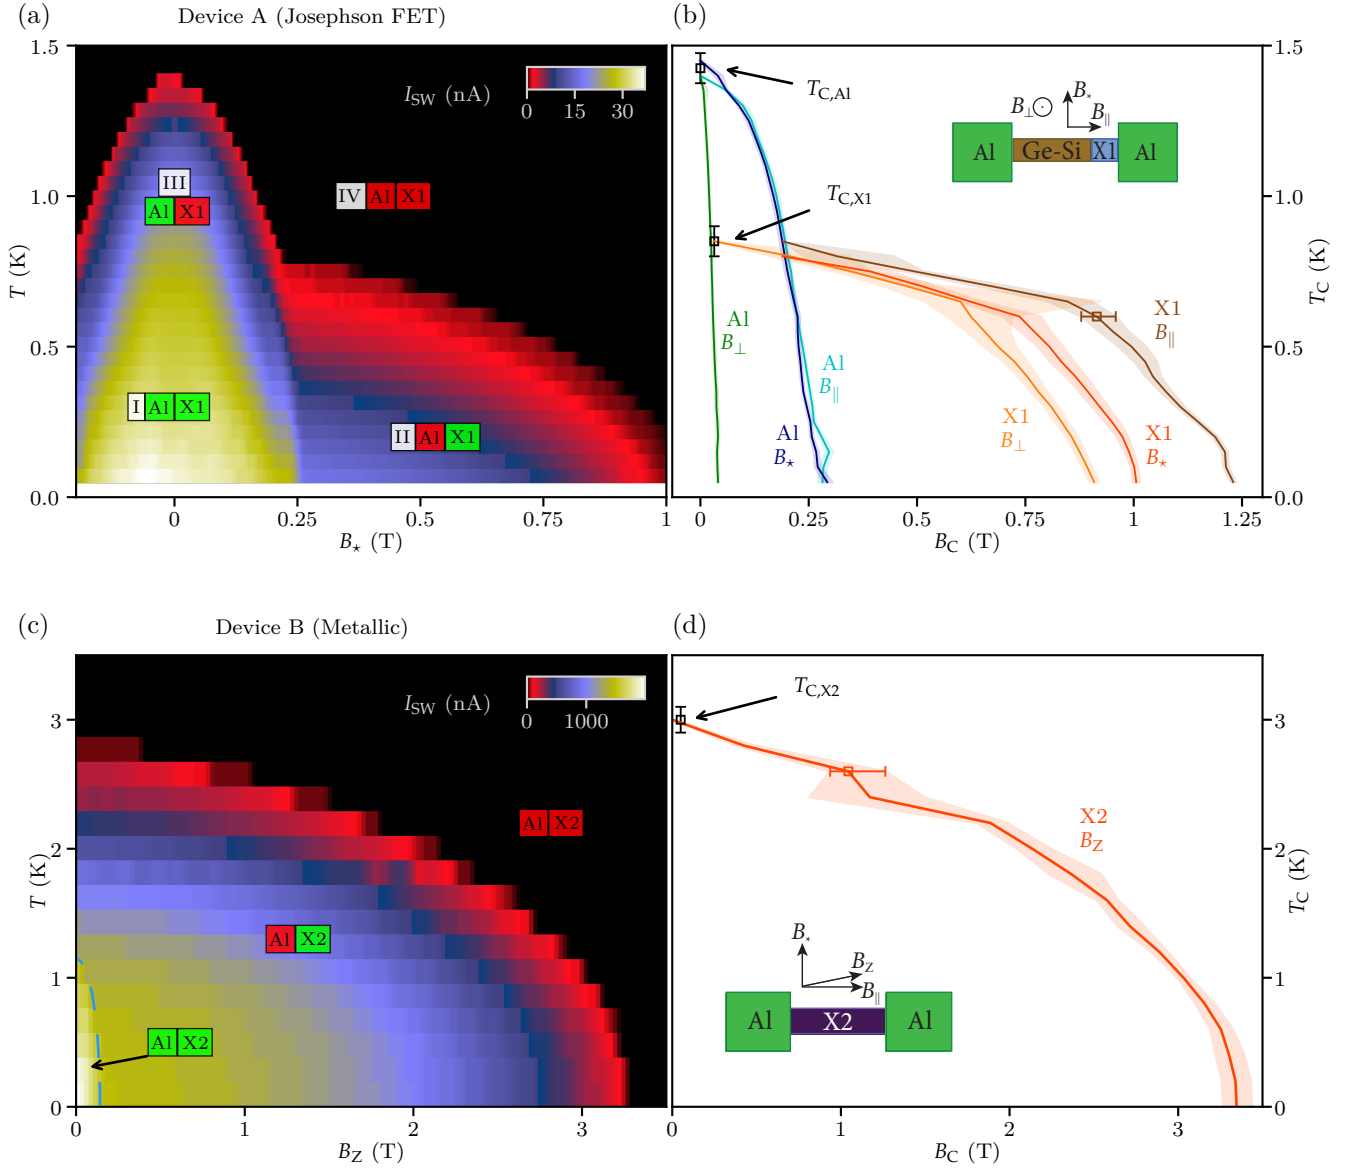 (a)
Device A (Josephson FET)
(b)
1.5
1.0
0.5
0.0
T (K)
I_SW (nA)
0
15
30
III
Al X1
IV Al X1
I Al X1
II Al X1
0
0.25
0.5
0.75
1
B⋆ (T)
T_C,Al
T_C,X1
B⊥
B*
B∥
Al
Ge-Si
X1
Al
Al
B⊥
Al
B∥
Al
B⋆
X1
B∥
X1
B⊥
X1
B⋆
1.5
1.0
0.5
0.0
T_C (K)
0
0.25
0.5
0.75
1
1.25
B_C (T)
(c)
Device B (Metallic)
(d)
3
2
1
0
T (K)
I_SW (nA)
0
1000
Al X2
Al X2
Al X2
0
1
2
3
B_Z (T)
T_C,X2
X2
B_Z
B*
B_Z
B∥
Al
X2
Al
3
2
1
0
T_C (K)
0
1
2
3
B_C (T)